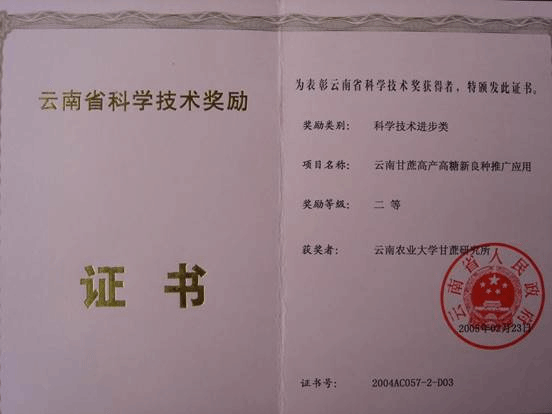 云南省科学技术奖励
证书
为表彰云南省科学技术奖获得者，特颁发此证书。
奖励类别： 科学技术进步类
项目名称： 云南甘蔗高产高糖新良种推广应用
奖励等级： 二等
获奖者： 云南农业大学甘蔗研究所
云南省人民政府
2005年02月23日
证书号： 2004AC057-2-D03